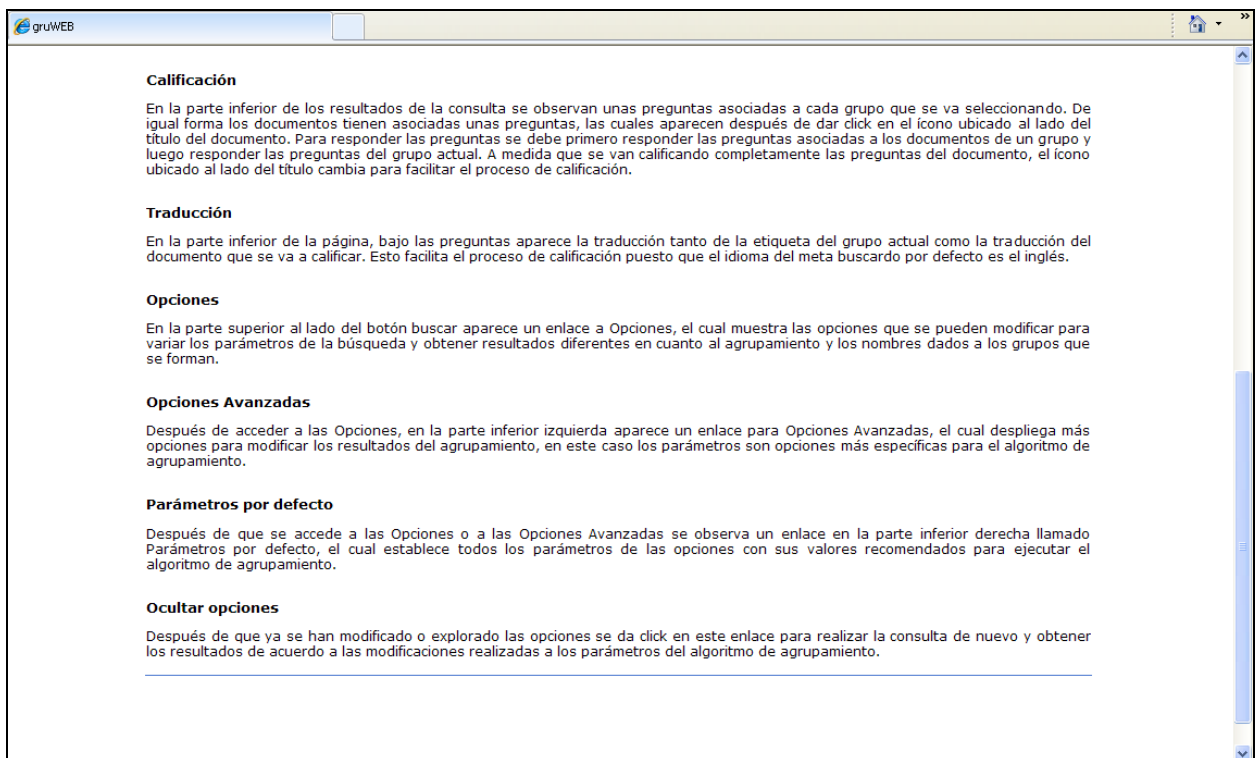 gruWEB
»
Calificación
En la parte inferior de los resultados de la consulta se observan unas preguntas asociadas a cada grupo que se va seleccionando. De
igual forma los documentos tienen asociadas unas preguntas, las cuales aparecen después de dar click en el ícono ubicado al lado del
título del documento. Para responder las preguntas se debe primero responder las preguntas asociadas a los documentos de un grupo y
luego responder las preguntas del grupo actual. A medida que se van calificando completamente las preguntas del documento, el ícono
ubicado al lado del título cambia para facilitar el proceso de calificación.
Traducción
En la parte inferior de la página, bajo las preguntas aparece la traducción tanto de la etiqueta del grupo actual como la traducción del
documento que se va a calificar. Esto facilita el proceso de calificación puesto que el idioma del meta buscardo por defecto es el inglés.
Opciones
En la parte superior al lado del botón buscar aparece un enlace a Opciones, el cual muestra las opciones que se pueden modificar para
variar los parámetros de la búsqueda y obtener resultados diferentes en cuanto al agrupamiento y los nombres dados a los grupos que
se forman.
Opciones Avanzadas
Después de acceder a las Opciones, en la parte inferior izquierda aparece un enlace para Opciones Avanzadas, el cual despliega más
opciones para modificar los resultados del agrupamiento, en este caso los parámetros son opciones más específicas para el algoritmo de
agrupamiento.
Parámetros por defecto
Después de que se accede a las Opciones o a las Opciones Avanzadas se observa un enlace en la parte inferior derecha llamado
Parámetros por defecto, el cual establece todos los parámetros de las opciones con sus valores recomendados para ejecutar el
algoritmo de agrupamiento.
Ocultar opciones
Después de que ya se han modificado o explorado las opciones se da click en este enlace para realizar la consulta de nuevo y obtener
los resultados de acuerdo a las modificaciones realizadas a los parámetros del algoritmo de agrupamiento.